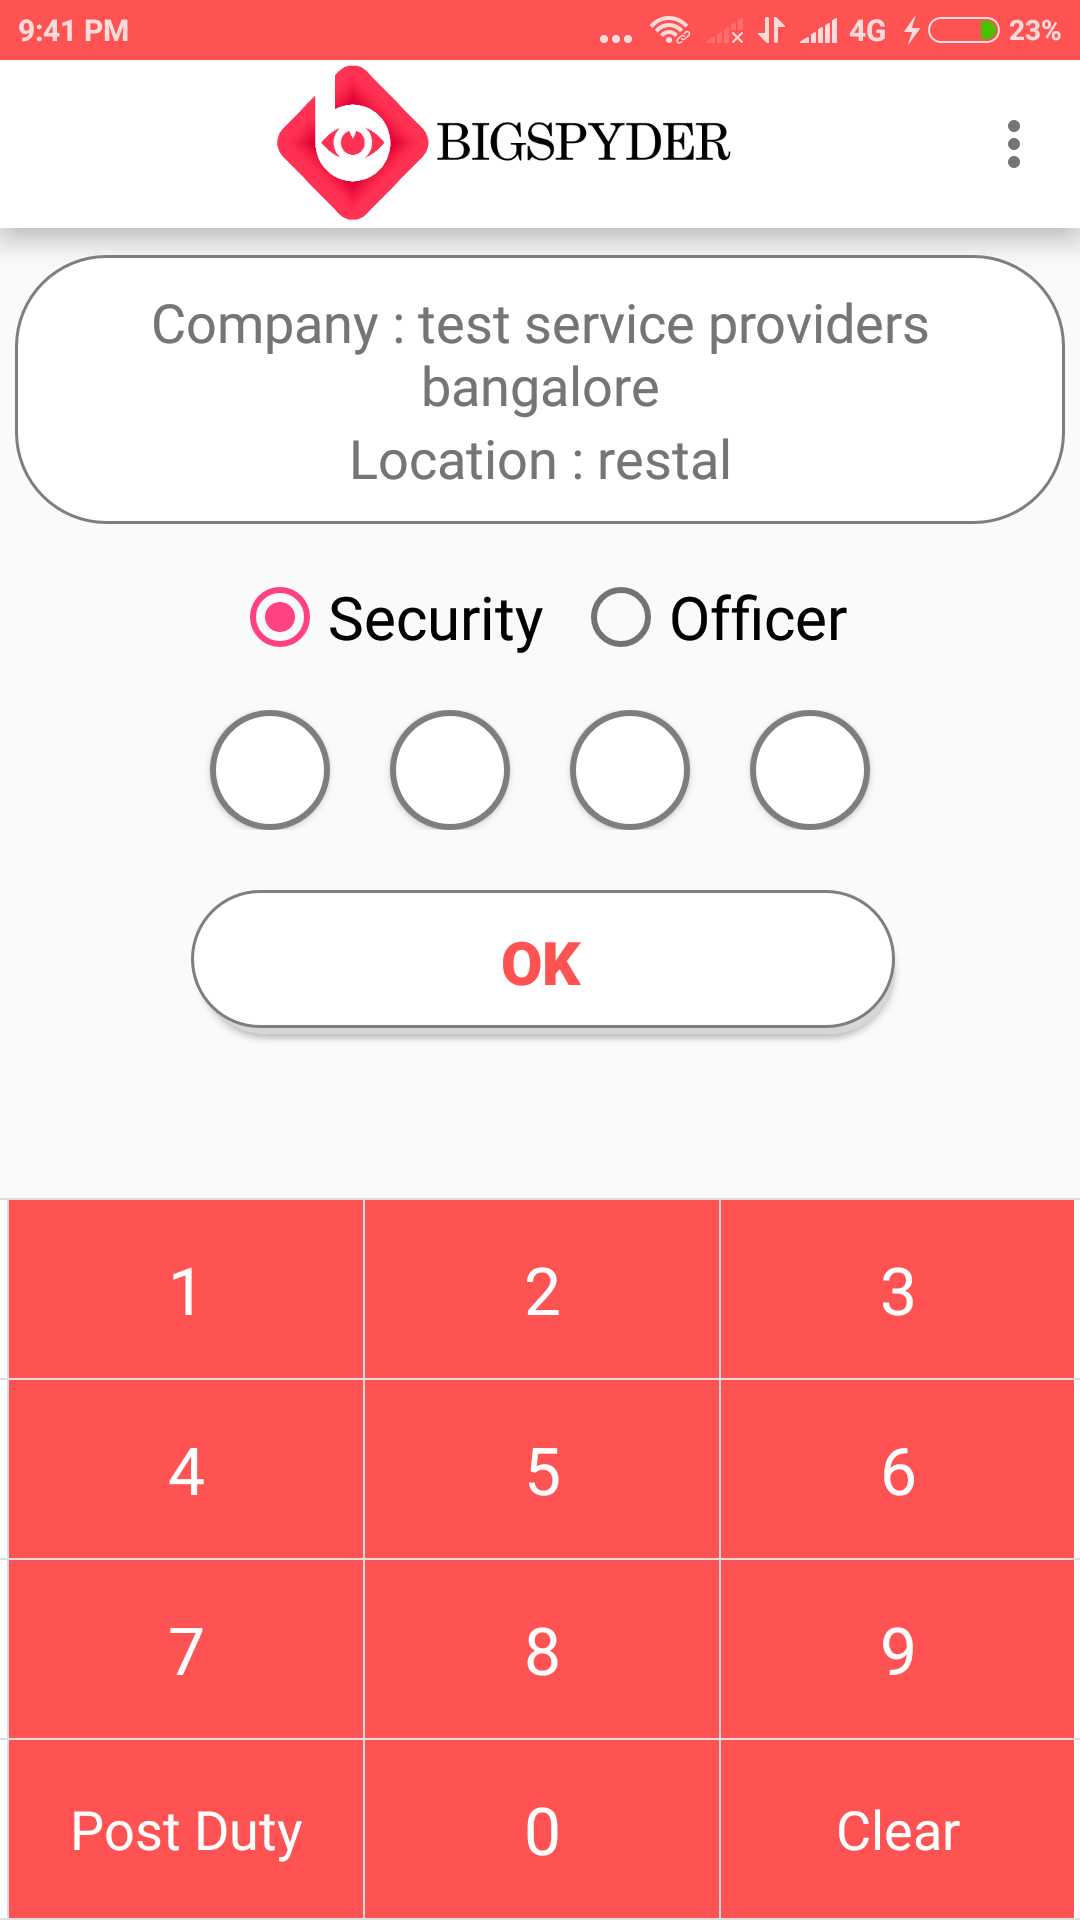 9:41 PM ... 4G 23%
BIGSPYDER
Company : test service providers
bangalore
Location : restal
Security Officer
OK
1 2 3
4 5 6
7 8 9
Post Duty 0 Clear